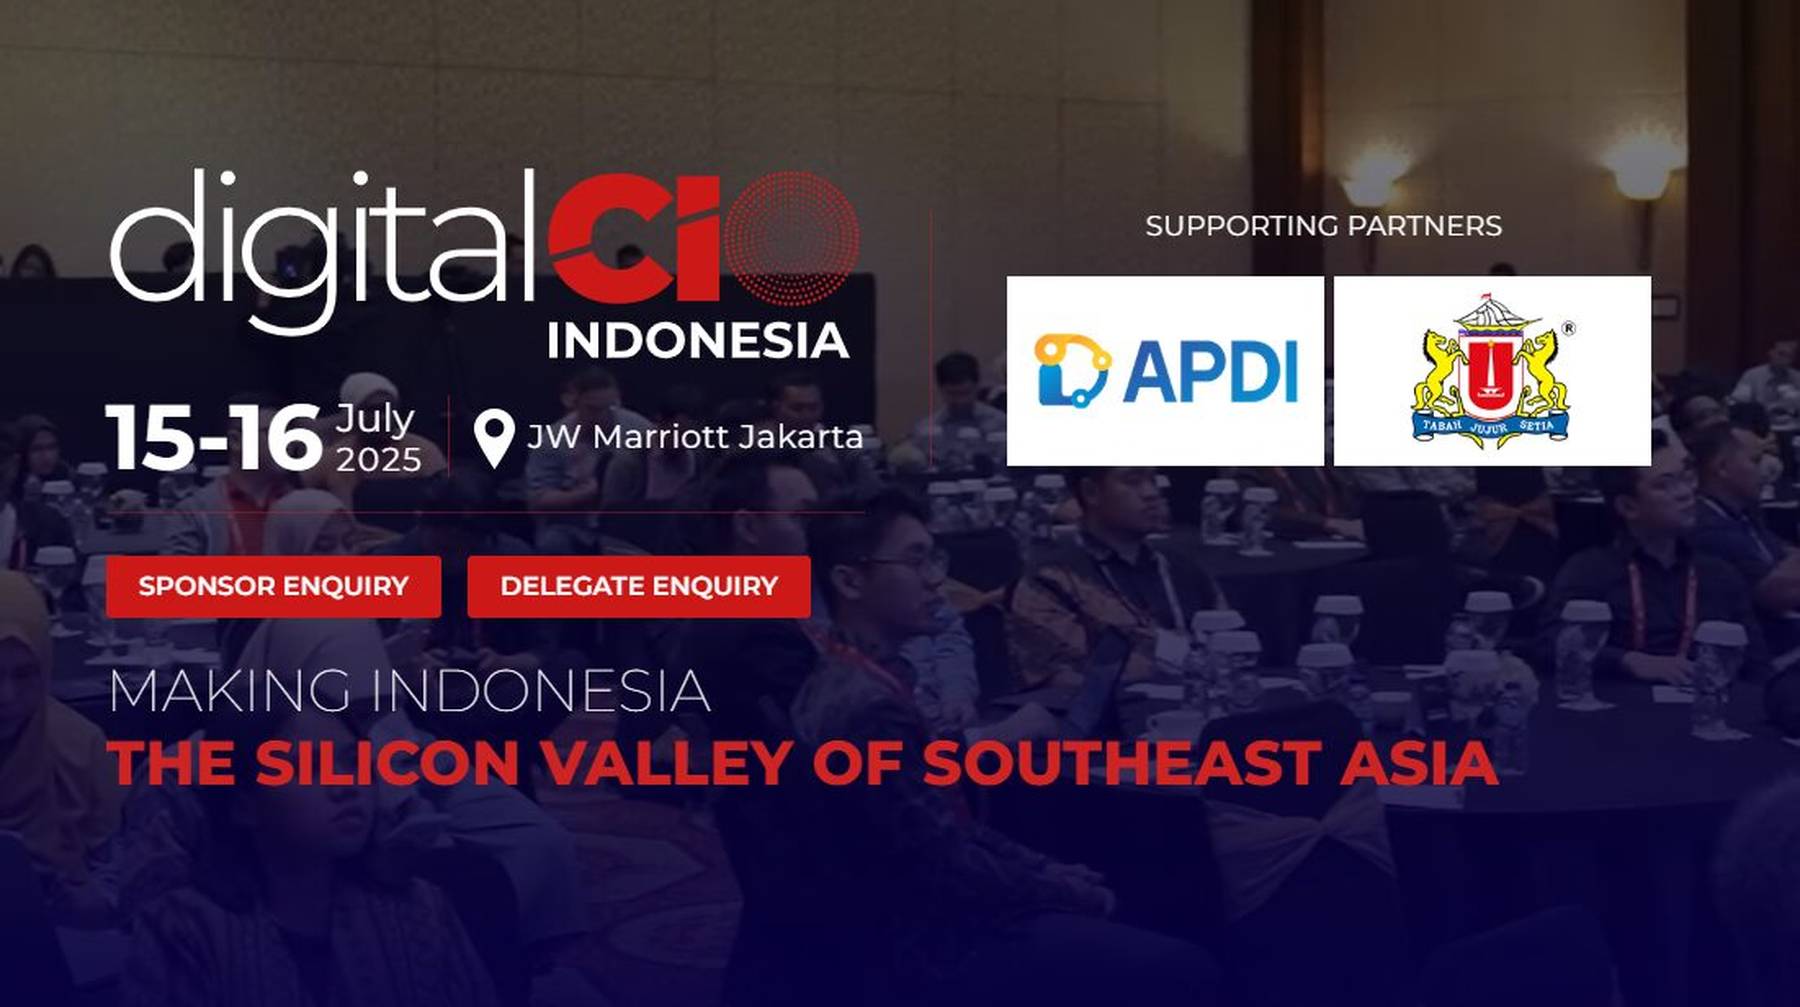 digitalCIO
INDONESIA
15-16 July
2025
JW Marriott Jakarta
SUPPORTING PARTNERS
APDI
®
TABAH JUJUR SETIA
SPONSOR ENQUIRY
DELEGATE ENQUIRY
MAKING INDONESIA
THE SILICON VALLEY OF SOUTHEAST ASIA